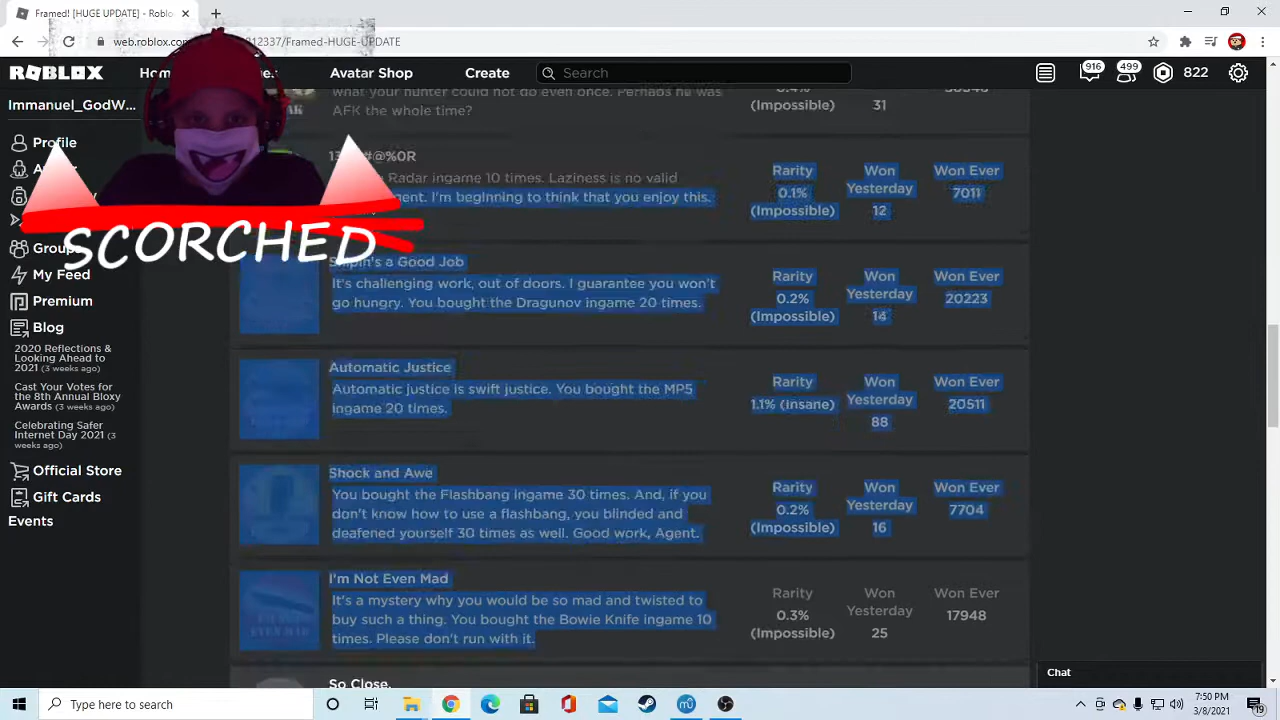 Framed! [HUGE UPDATE] - Roblox
web.roblox.com
12337/Framed-HUGE-UPDATE
ROBLOX
Avatar Shop
Create
Search
916
499
822
Immanuel_GodW...
Profile
Groups
My Feed
Premium
Blog
2020 Reflections &
Looking Ahead to
2021 (3 weeks ago)
Cast Your Votes for
the 8th Annual Bloxy
Awards (3 weeks ago)
Celebrating Safer
Internet Day 2021 (3
weeks ago)
Official Store
Gift Cards
Events
SCORCHED
what your hunter could not do even once. Perhaps he was
AFK the whole time?
(Impossible)
31
#@%0R
Radar ingame 10 times. Laziness is no valid
gent. I'm beginning to think that you enjoy this.
Rarity
0.1%
(Impossible)
Won
Yesterday
12
Won Ever
7011
Snipin's a Good Job
It's challenging work, out of doors. I guarantee you won't
go hungry. You bought the Dragunov ingame 20 times.
Rarity
0.2%
(Impossible)
Won
Yesterday
14
Won Ever
20223
Automatic Justice
Automatic justice is swift justice. You bought the MP5
ingame 20 times.
Rarity
1.1% (Insane)
Won
Yesterday
88
Won Ever
20511
Shock and Awe
You bought the Flashbang ingame 30 times. And, if you
don't know how to use a flashbang, you blinded and
deafened yourself 30 times as well. Good work, Agent.
Rarity
0.2%
(Impossible)
Won
Yesterday
16
Won Ever
7704
I'm Not Even Mad
It's a mystery why you would be so mad and twisted to
buy such a thing. You bought the Bowie Knife ingame 10
times. Please don't run with it.
Rarity
0.3%
(Impossible)
Won
Yesterday
25
Won Ever
17948
So Close.
Chat
Type here to search
7:50 PM
3/8/2021
19